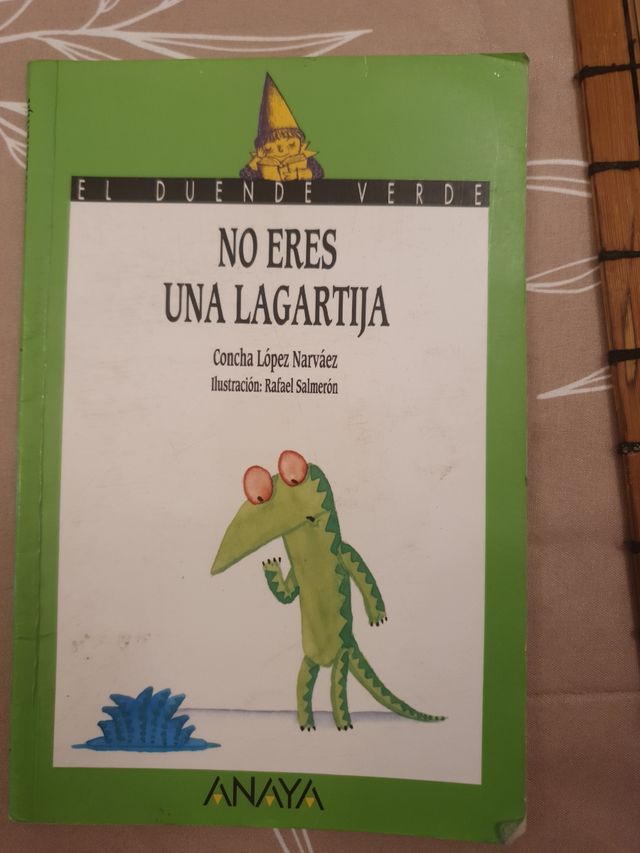 EL DUENDE VERDE
NO ERES
UNA LAGARTIJA
Concha López Narváez
Ilustración: Rafael Salmerón
ANAYA